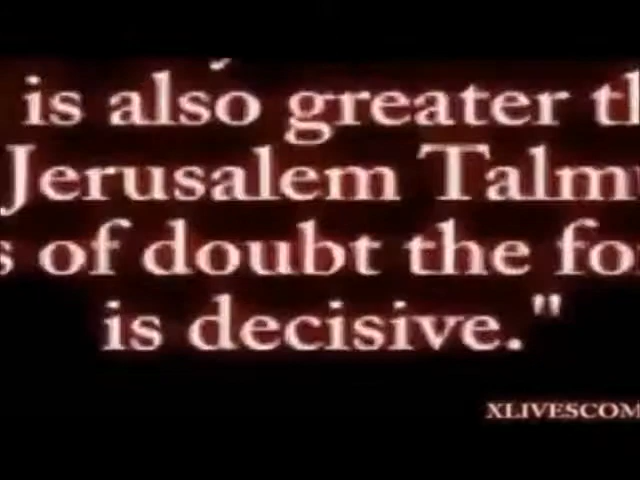 is also greater th
Jerusalem Talm
s of doubt the fo
is decisive."
XLIVESCOM